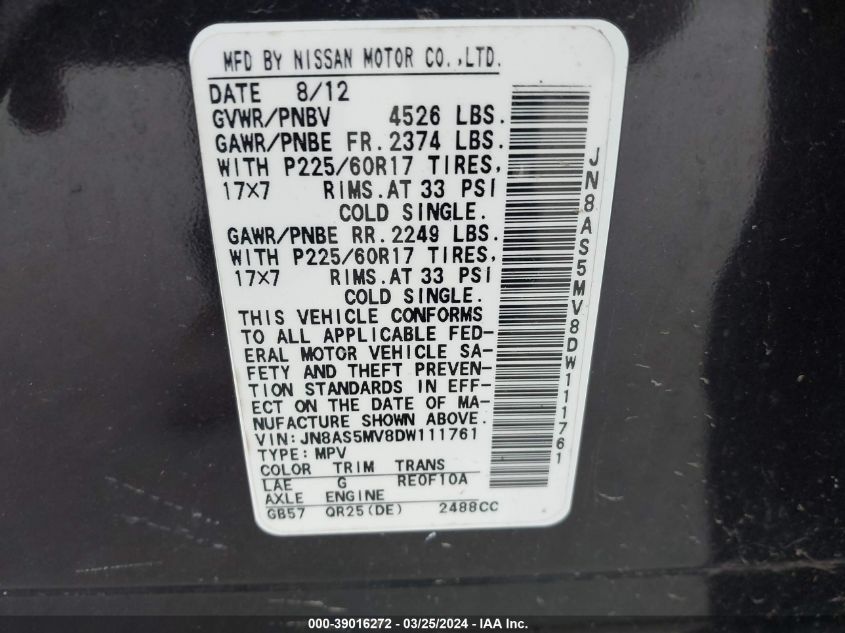 MFD BY NISSAN MOTOR CO.,LTD.
DATE 8/12
GVWR/PNBV 4526 LBS.
GAWR/PNBE FR. 2374 LBS.
WITH P225/60R17 TIRES,
17X7 RIMS.AT 33 PSI
COLD SINGLE.
GAWR/PNBE RR. 2249 LBS.
WITH P225/60R17 TIRES,
17X7 RIMS.AT 33 PSI
COLD SINGLE.
THIS VEHICLE CONFORMS
TO ALL APPLICABLE FED-
ERAL MOTOR VEHICLE SA-
FETY AND THEFT PREVEN-
TION STANDARDS IN EFF-
ECT ON THE DATE OF MA-
NUFACTURE SHOWN ABOVE.
VIN:JN8AS5MV8DW111761
TYPE: MPV
COLOR TRIM TRANS
LAE G RE0F10A
AXLE ENGINE
GB57 QR25(DE) 2488CC
JN8AS5MV8DW111761
000-39016272 - 03/25/2024 - IAA Inc.